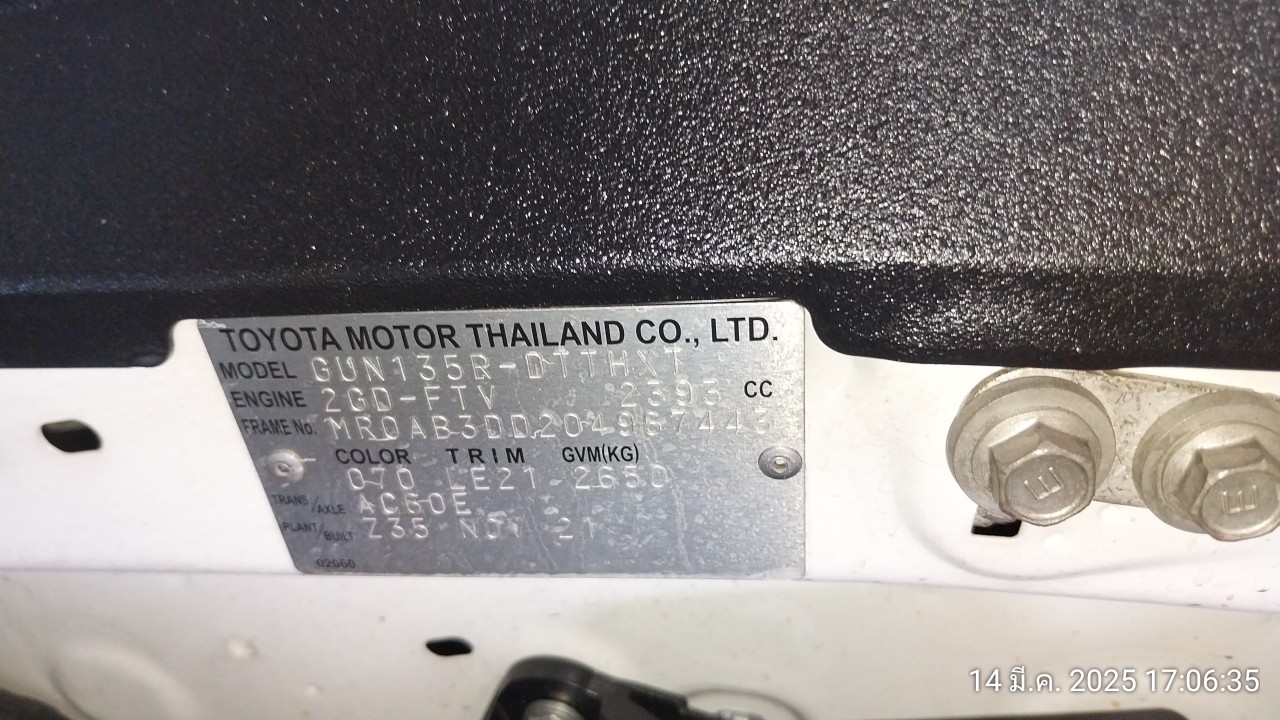 TOYOTA MOTOR THAILAND CO., LTD.
MODEL GUN135R-DTTHXT
ENGINE 2GD-FTV 2393 CC
FRAME No. MR0AB3DD204967443
COLOR TRIM GVM(KG)
070 LE21 2650
TRANS/AXLE AC60E
PLANT/BUILT Z35 21
02060
E
E
14 มี.ค. 2025 17:06:35